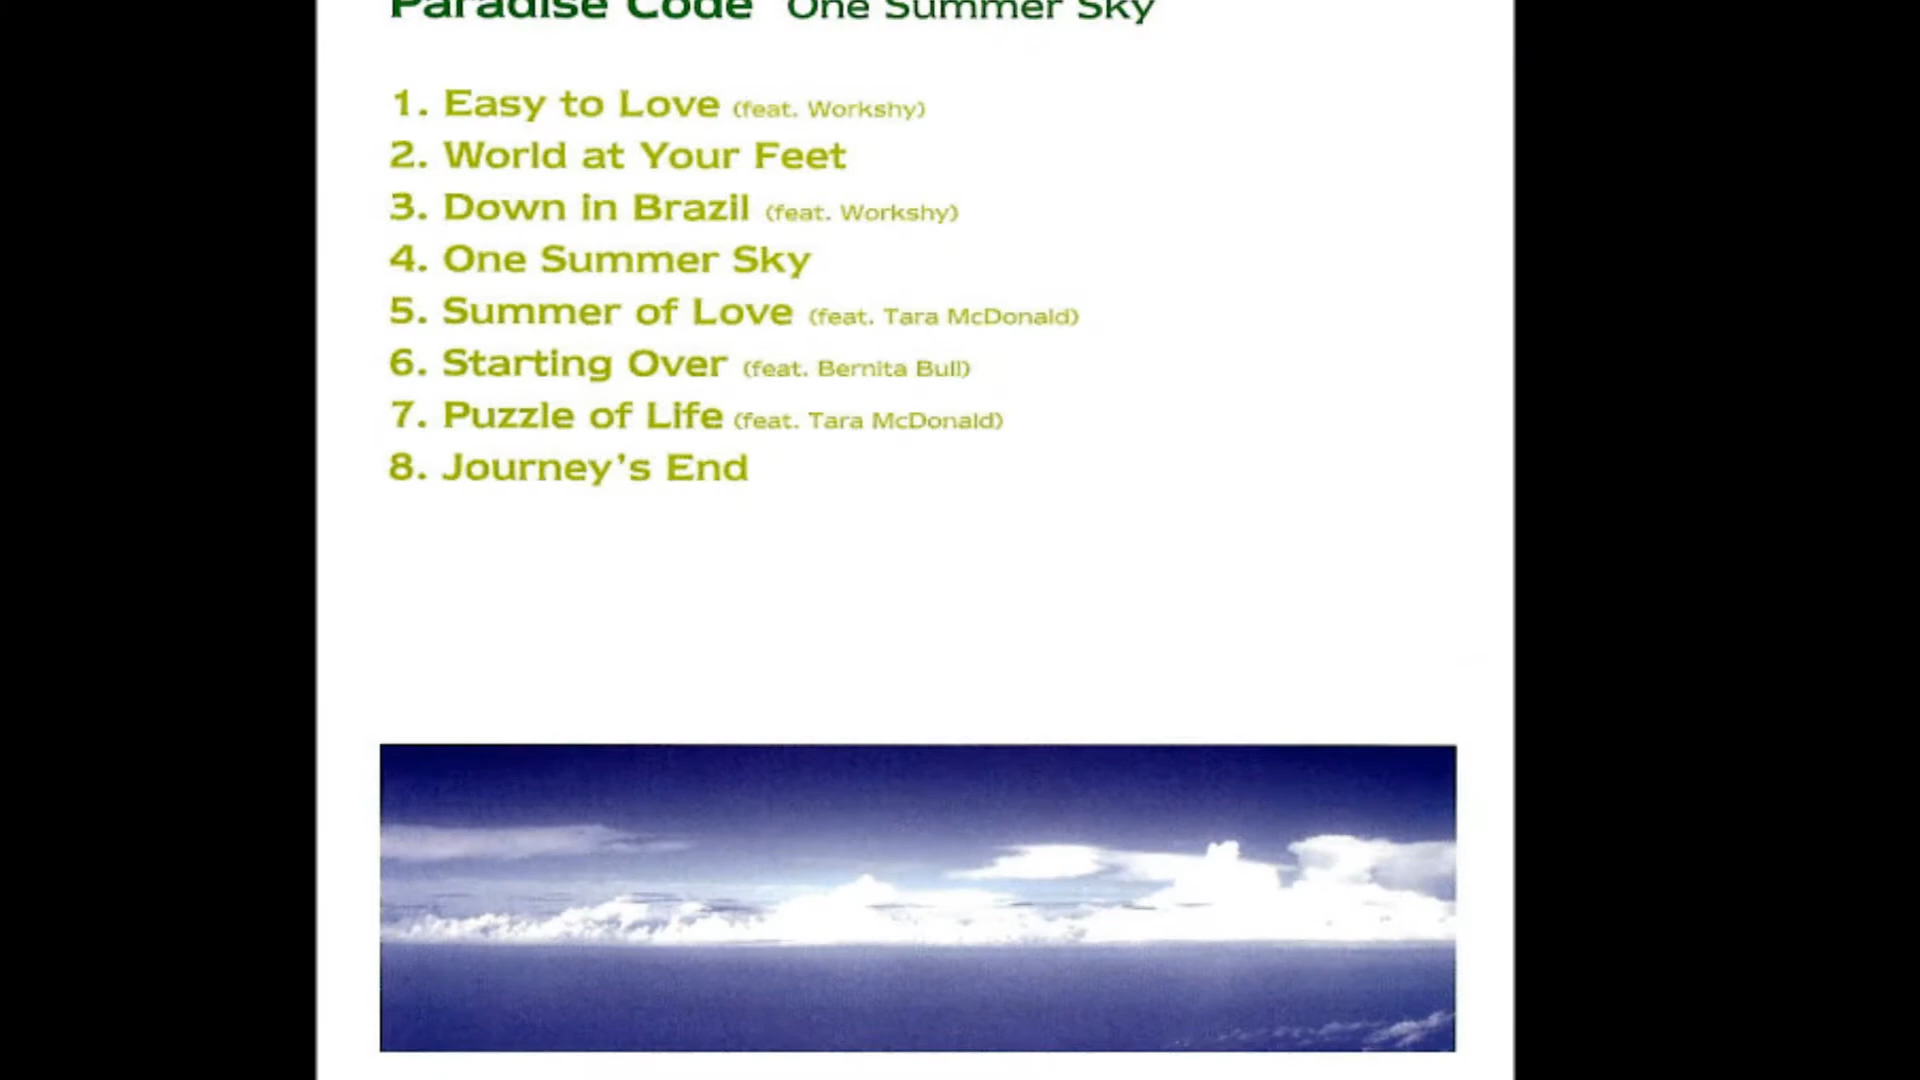 Paradise Code One Summer Sky
1. Easy to Love (feat. Workshy)
2. World at Your Feet
3. Down in Brazil (feat. Workshy)
4. One Summer Sky
5. Summer of Love (feat. Tara McDonald)
6. Starting Over (feat. Bernita Bull)
7. Puzzle of Life (feat. Tara McDonald)
8. Journey's End